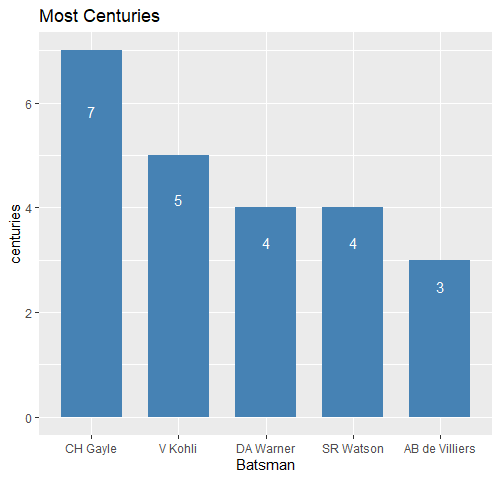 Most Centuries
centuries
6
4
2
0
7
5
4
4
3
CH Gayle
V Kohli
DA Warner
SR Watson
AB de Villiers
Batsman